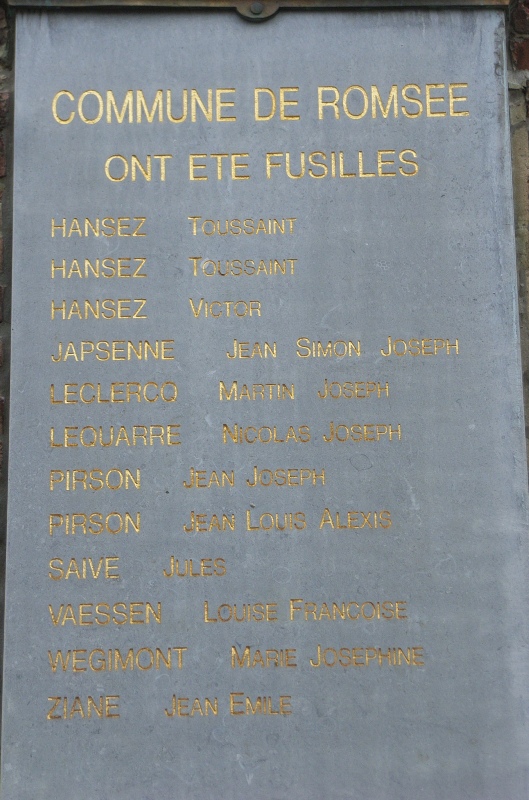 COMMUNE DE ROMSEE
ONT ETE FUSILLES
HANSEZ TOUSSAINT
HANSEZ TOUSSAINT
HANSEZ VICTOR
JAPSENNE JEAN SIMON JOSEPH
LECLERCQ MARTIN JOSEPH
LEQUARRE NICOLAS JOSEPH
PIRSON JEAN JOSEPH
PIRSON JEAN LOUIS ALEXIS
SAIVE JULES
VAESSEN LOUISE FRANCOISE
WEGIMONT MARIE JOSEPHINE
ZIANE JEAN EMILE